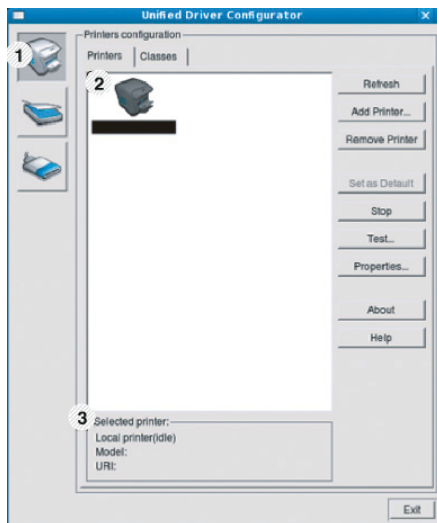 Unified Driver Configurator
Printers configuration
Printers
Classes
1
2
Refresh
Add Printer...
Remove Printer
Set as Default
Stop
Test...
Properties...
About
Help
3
Selected printer:
Local printer(idle)
Model:
URI:
Exit